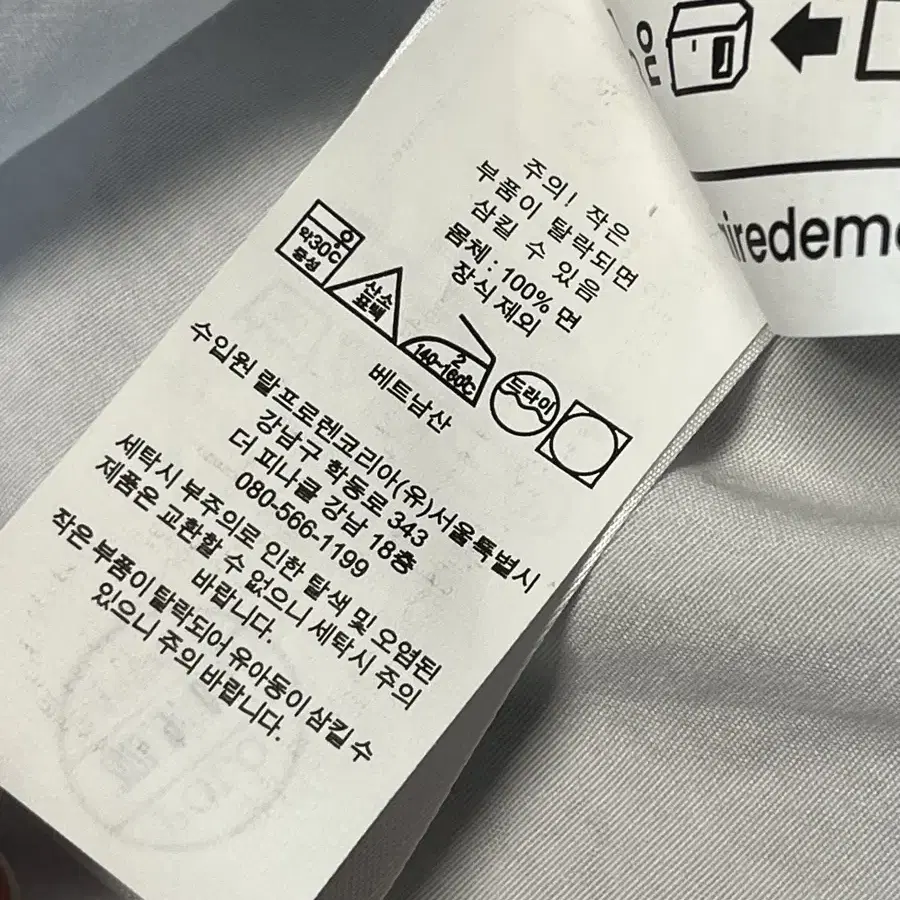 주의! 작은
부품이 탈락되면
삼킬 수 있음
몸체 : 100% 면
장식 제외
약30℃
중성
산소
표백
2
140~160℃
드라이
베트남산
수입원 랄프로렌코리아(유)서울특별시
강남구 학동로 343
더 피나클 강남 18층
080-566-1199
세탁시 부주의로 인한 탈색 및 오염된
제품은 교환할 수 없으니 세탁시 주의
바랍니다.
작은부품이 탈락되어 유아동이 삼킬 수
있으니 주의 바랍니다.
ou
iredem